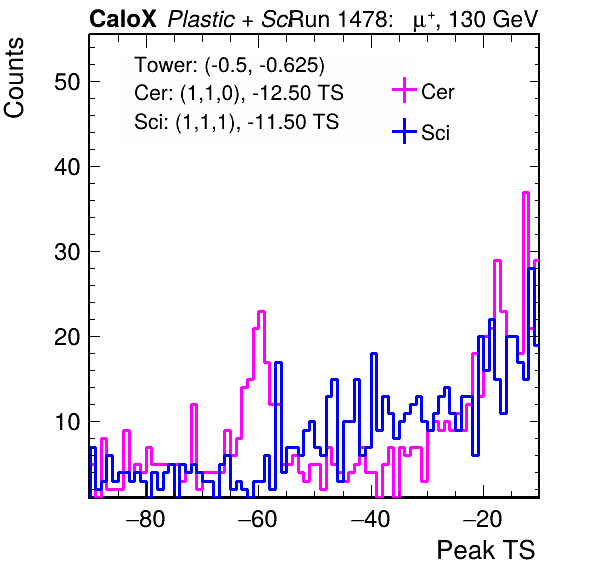 CaloX Plastic + Sci Run 1478: μ⁺, 130 GeV
Counts
Tower: (-0.5, -0.625)
Cer: (1,1,0), -12.50 TS
Sci: (1,1,1), -11.50 TS
Cer
Sci
50
40
30
20
10
−80 −60 −40 −20
Peak TS